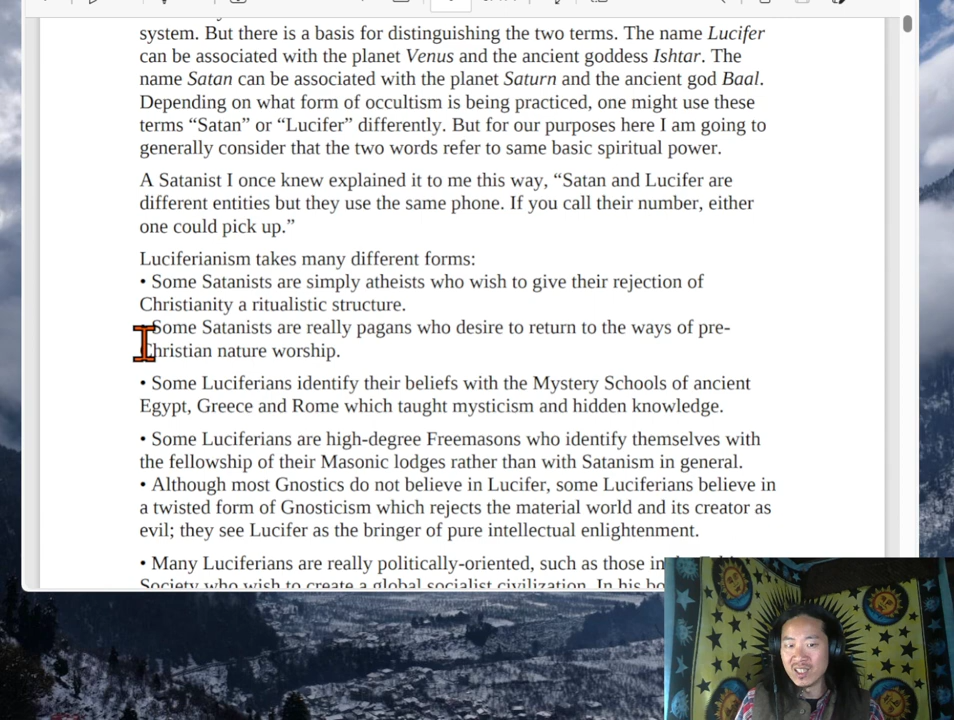 system. But there is a basis for distinguishing the two terms. The name Lucifer
can be associated with the planet Venus and the ancient goddess Ishtar. The
name Satan can be associated with the planet Saturn and the ancient god Baal.
Depending on what form of occultism is being practiced, one might use these
terms “Satan” or “Lucifer” differently. But for our purposes here I am going to
generally consider that the two words refer to same basic spiritual power.
A Satanist I once knew explained it to me this way, “Satan and Lucifer are
different entities but they use the same phone. If you call their number, either
one could pick up.”
Luciferianism takes many different forms:
• Some Satanists are simply atheists who wish to give their rejection of
Christianity a ritualistic structure.
Some Satanists are really pagans who desire to return to the ways of pre-
Christian nature worship.
• Some Luciferians identify their beliefs with the Mystery Schools of ancient
Egypt, Greece and Rome which taught mysticism and hidden knowledge.
• Some Luciferians are high-degree Freemasons who identify themselves with
the fellowship of their Masonic lodges rather than with Satanism in general.
• Although most Gnostics do not believe in Lucifer, some Luciferians believe in
a twisted form of Gnosticism which rejects the material world and its creator as
evil; they see Lucifer as the bringer of pure intellectual enlightenment.
• Many Luciferians are really politically-oriented, such as those in
Society who wish to create a global socialist civilization. In his